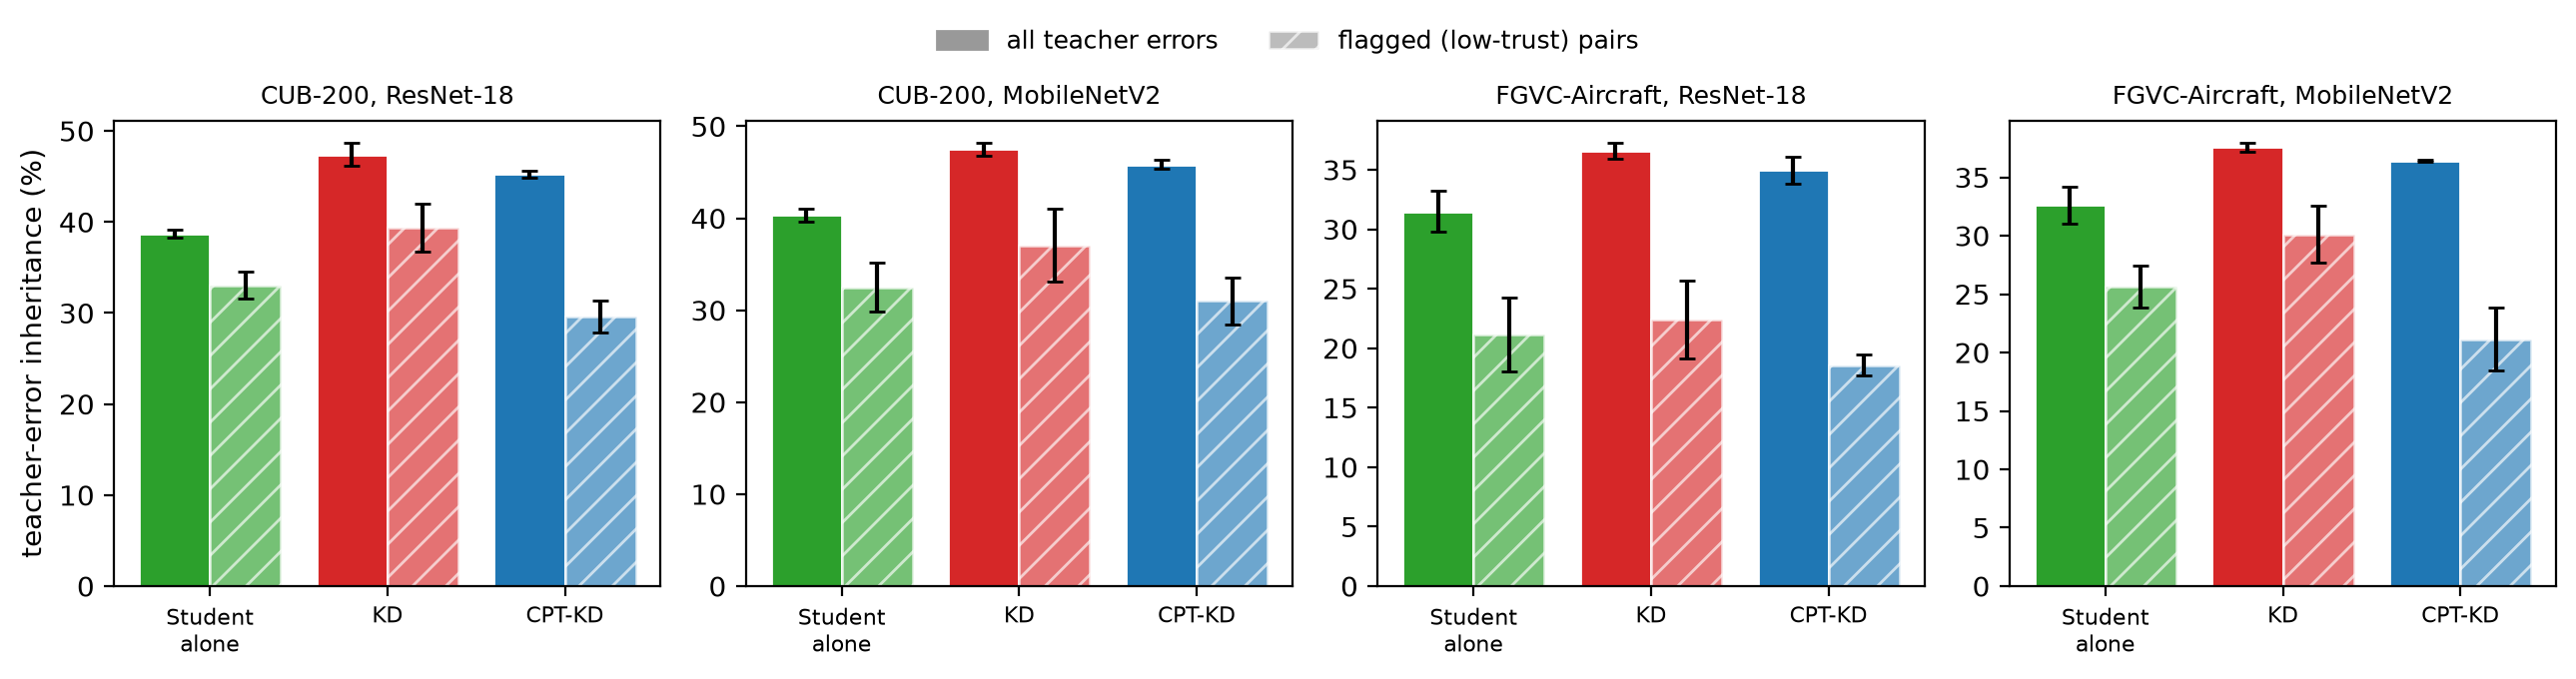 all teacher errors
flagged (low-trust) pairs
CUB-200, ResNet-18
CUB-200, MobileNetV2
FGVC-Aircraft, ResNet-18
FGVC-Aircraft, MobileNetV2
teacher-error inheritance (%)
50
40
30
20
10
0
Student
alone
KD
CPT-KD
50
40
30
20
10
0
Student
alone
KD
CPT-KD
35
30
25
20
15
10
5
0
Student
alone
KD
CPT-KD
35
30
25
20
15
10
5
0
Student
alone
KD
CPT-KD